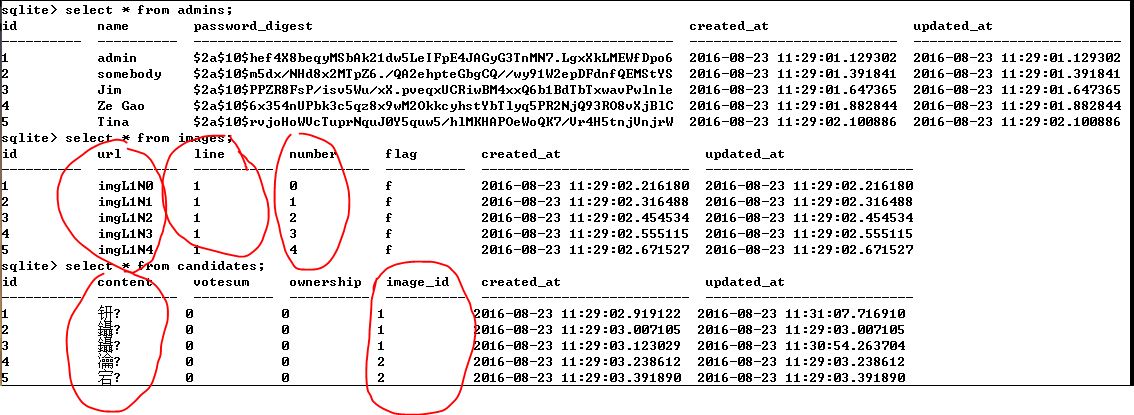 sqlite> select * from admins;
id name password_digest created_at updated_at
1 admin $2a$10$hef4X8beqyMSbAk21dw5LeIFpE4JAGyG3TnMN7.LgxXkLMEWfDpo6 2016-08-23 11:29:01.129302 2016-08-23 11:29:01.129302
2 somebody $2a$10$m5dx/NHd8x2MTpZ6./QA2ehpteGbgCQ//wy91W2epDFdnfQEMStYS 2016-08-23 11:29:01.391841 2016-08-23 11:29:01.391841
3 Jim $2a$10$PPZR8FsP/isv5Wu/xX.pveqxUCRiwBM4xxQ6b1BdTbTxwavPwlnle 2016-08-23 11:29:01.647365 2016-08-23 11:29:01.647365
4 Ze Gao $2a$10$6x354nUPbk3c5qz8x9wM2OkkcyhstYbTlyq5PR2NjQ93RO8vXjBlC 2016-08-23 11:29:01.882844 2016-08-23 11:29:01.882844
5 Tina $2a$10$rvjoHoWVcTuprNquJ0Y5quw5/hlMKHAPOeWoQX7/Vr4H5tnjVnjrW 2016-08-23 11:29:02.100886 2016-08-23 11:29:02.100886
sqlite> select * from images;
id url line number flag created_at updated_at
1 imgL1N0 1 0 f 2016-08-23 11:29:02.216180 2016-08-23 11:29:02.216180
2 imgL1N1 1 1 f 2016-08-23 11:29:02.316488 2016-08-23 11:29:02.316488
3 imgL1N2 1 2 f 2016-08-23 11:29:02.454534 2016-08-23 11:29:02.454534
4 imgL1N3 1 3 f 2016-08-23 11:29:02.555115 2016-08-23 11:29:02.555115
5 imgL1N4 1 4 f 2016-08-23 11:29:02.671527 2016-08-23 11:29:02.671527
sqlite> select * from candidates;
id content votesum ownership image_id created_at updated_at
1 钘? 0 0 1 2016-08-23 11:29:02.919122 2016-08-23 11:31:07.716910
2 鑷? 0 0 1 2016-08-23 11:29:03.007105 2016-08-23 11:29:03.007105
3 鑷? 0 0 1 2016-08-23 11:29:03.123029 2016-08-23 11:30:54.263704
4 瀹? 0 0 2 2016-08-23 11:29:03.238612 2016-08-23 11:29:03.238612
5 宕? 0 0 2 2016-08-23 11:29:03.391890 2016-08-23 11:29:03.391890